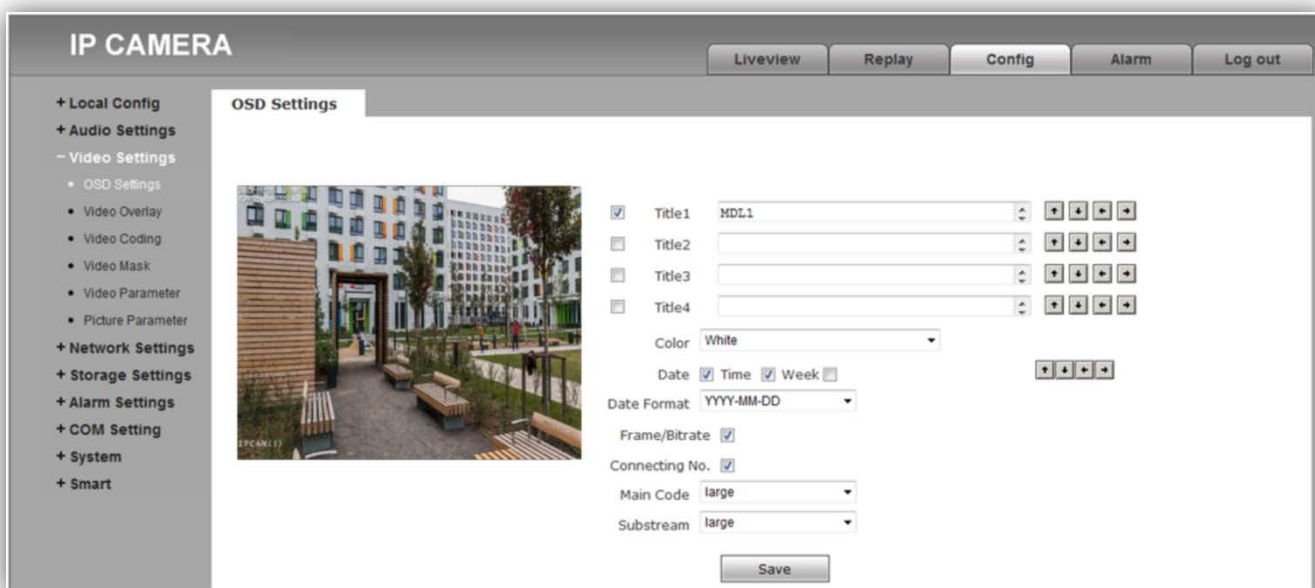 IP CAMERA
Liveview
Replay
Config
Alarm
Log out
+ Local Config
+ Audio Settings
− Video Settings
• OSD Settings
• Video Overlay
• Video Coding
• Video Mask
• Video Parameter
• Picture Parameter
+ Network Settings
+ Storage Settings
+ Alarm Settings
+ COM Setting
+ System
+ Smart
OSD Settings
IPCAM(1)
Title1 MDL1
Title2
Title3
Title4
Color White
Date Time Week
Date Format YYYY-MM-DD
Frame/Bitrate
Connecting No.
Main Code large
Substream large
Save